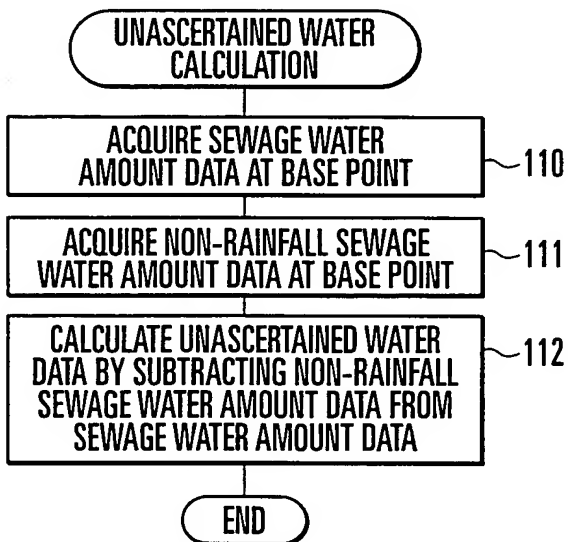 UNASCERTAINED WATER
CALCULATION
ACQUIRE SEWAGE WATER
AMOUNT DATA AT BASE POINT
110
ACQUIRE NON-RAINFALL SEWAGE
WATER AMOUNT DATA AT BASE POINT
111
CALCULATE UNASCERTAINED WATER
DATA BY SUBTRACTING NON-RAINFALL
SEWAGE WATER AMOUNT DATA FROM
SEWAGE WATER AMOUNT DATA
112
END